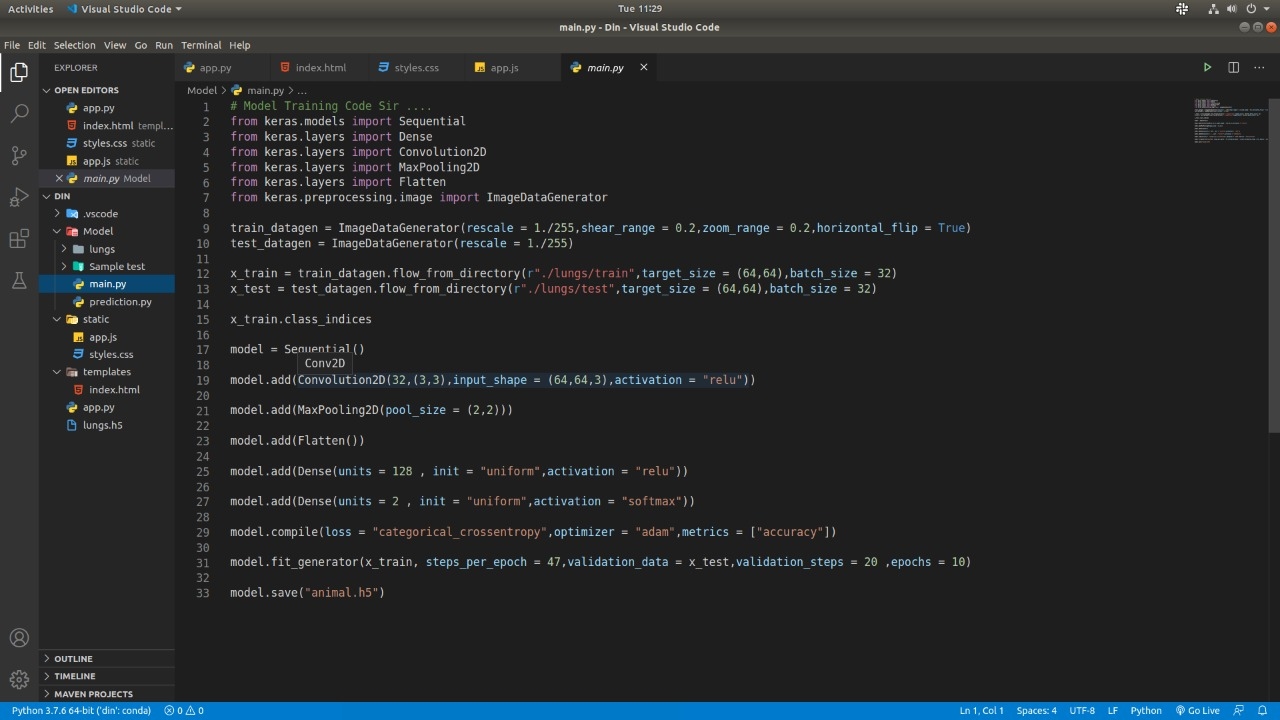 Activities
Visual Studio Code
Tue 11:29
main.py - Din - Visual Studio Code
File Edit Selection View Go Run Terminal Help
EXPLORER
OPEN EDITORS
app.py
index.html templ...
styles.css static
app.js static
main.py Model
DIN
.vscode
Model
lungs
Sample test
main.py
prediction.py
static
app.js
styles.css
templates
index.html
app.py
lungs.h5
OUTLINE
TIMELINE
MAVEN PROJECTS
app.py index.html styles.css app.js main.py
Model > main.py > ...
1 # Model Training Code Sir ....
2 from keras.models import Sequential
3 from keras.layers import Dense
4 from keras.layers import Convolution2D
5 from keras.layers import MaxPooling2D
6 from keras.layers import Flatten
7 from keras.preprocessing.image import ImageDataGenerator
8
9 train_datagen = ImageDataGenerator(rescale = 1./255,shear_range = 0.2,zoom_range = 0.2,horizontal_flip = True)
10 test_datagen = ImageDataGenerator(rescale = 1./255)
11
12 x_train = train_datagen.flow_from_directory(r"./lungs/train",target_size = (64,64),batch_size = 32)
13 x_test = test_datagen.flow_from_directory(r"./lungs/test",target_size = (64,64),batch_size = 32)
14
15 x_train.class_indices
16
17 model = Sequential()
18
Conv2D
19 model.add(Convolution2D(32,(3,3),input_shape = (64,64,3),activation = "relu"))
20
21 model.add(MaxPooling2D(pool_size = (2,2)))
22
23 model.add(Flatten())
24
25 model.add(Dense(units = 128 , init = "uniform",activation = "relu"))
26
27 model.add(Dense(units = 2 , init = "uniform",activation = "softmax"))
28
29 model.compile(loss = "categorical_crossentropy",optimizer = "adam",metrics = ["accuracy"])
30
31 model.fit_generator(x_train, steps_per_epoch = 47,validation_data = x_test,validation_steps = 20 ,epochs = 10)
32
33 model.save("animal.h5")
Python 3.7.6 64-bit ('din': conda) 0 0 Ln 1, Col 1 Spaces: 4 UTF-8 LF Python Go Live